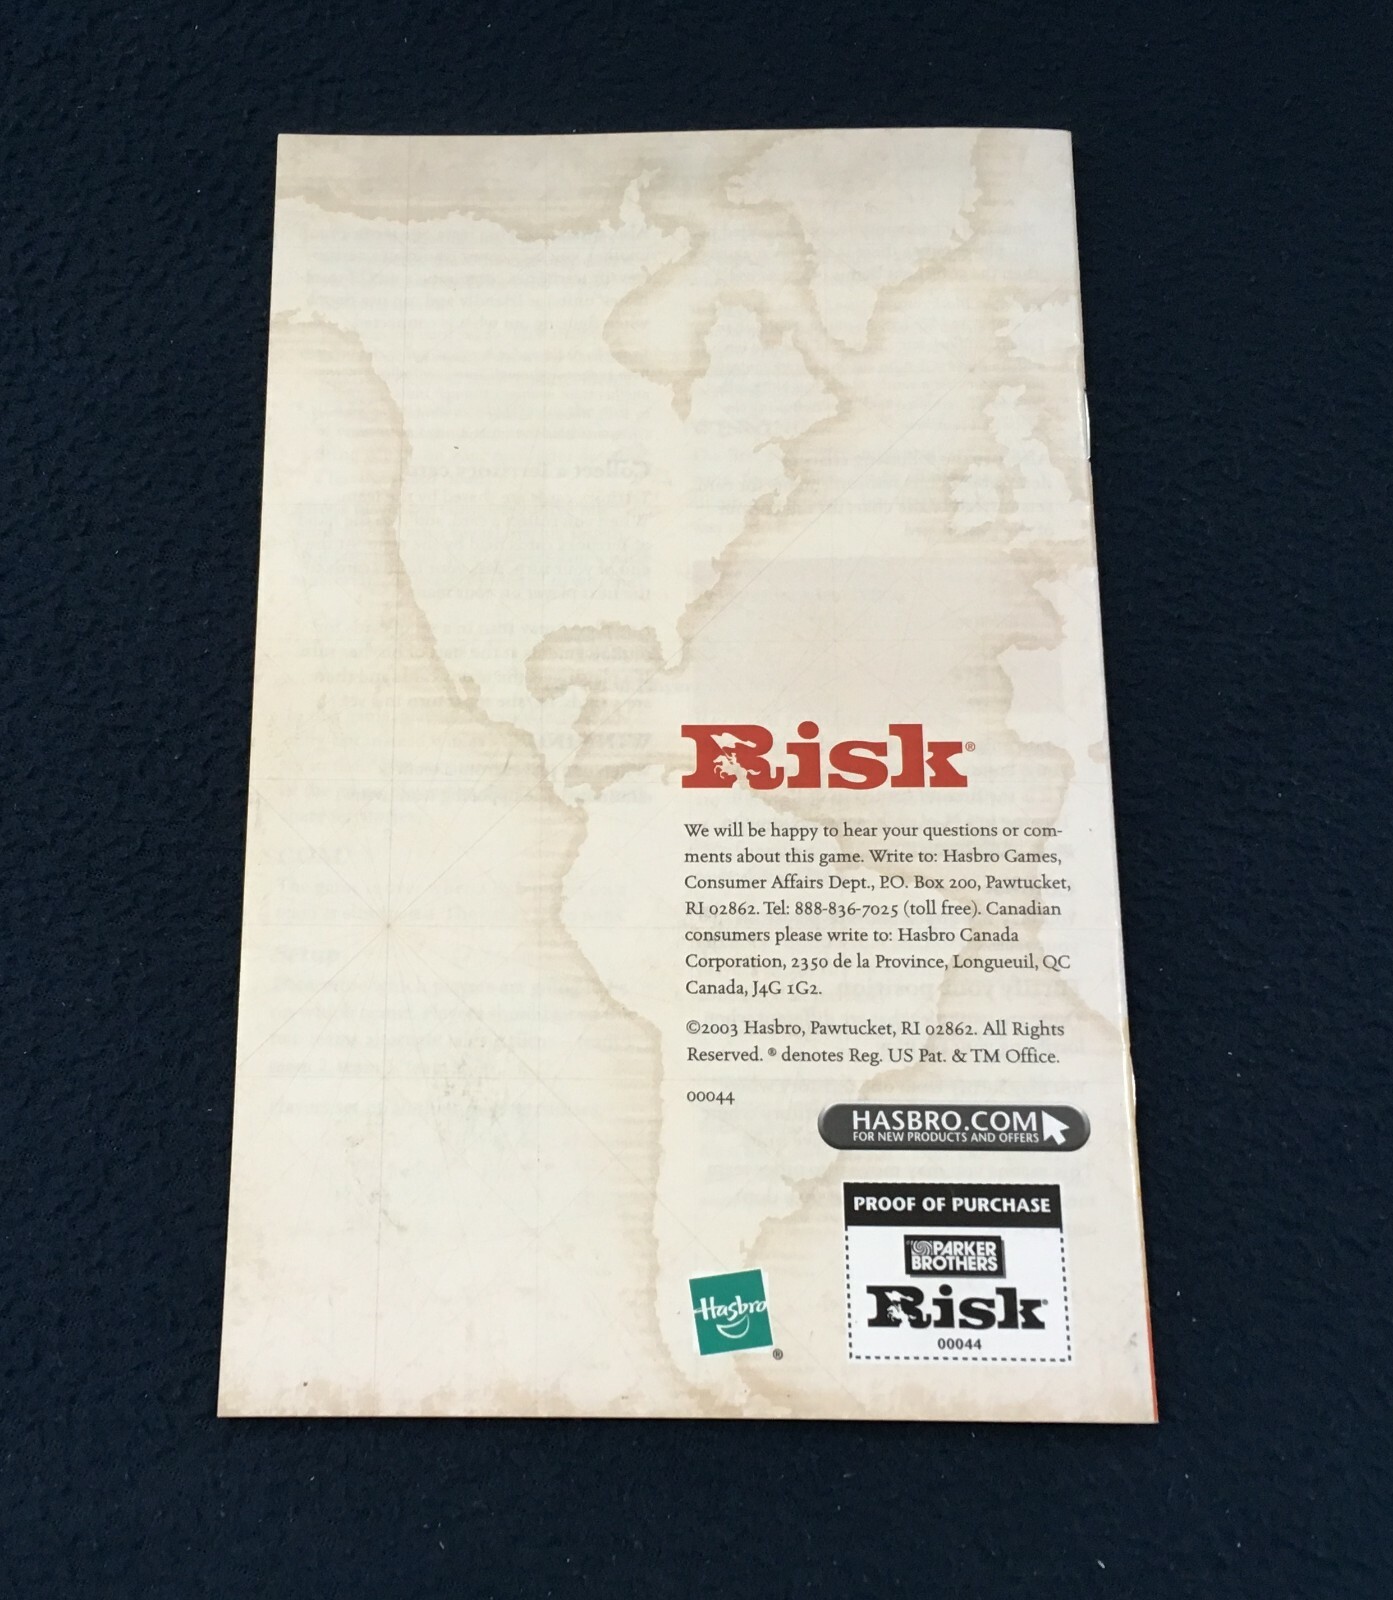 Risk®
We will be happy to hear your questions or com-
ments about this game. Write to: Hasbro Games,
Consumer Affairs Dept., P.O. Box 200, Pawtucket,
RI 02862. Tel: 888-836-7025 (toll free). Canadian
consumers please write to: Hasbro Canada
Corporation, 2350 de la Province, Longueuil, QC
Canada, J4G 1G2.
©2003 Hasbro, Pawtucket, RI 02862. All Rights
Reserved. ® denotes Reg. US Pat. & TM Office.
00044
HASBRO.COM
FOR NEW PRODUCTS AND OFFERS
PROOF OF PURCHASE
PARKER
BROTHERS
Risk®
00044
Hasbro
®